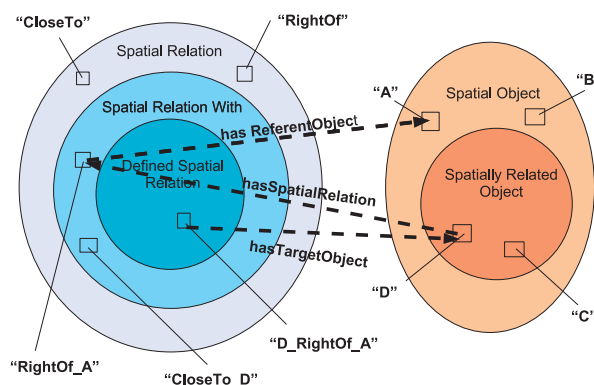 “CloseTo”
“RightOf”
Spatial Relation
Spatial Relation With
Defined Spatial
Relation
has ReferentObject
hasSpatialRelation
hasTargetObject
“RightOf_A”
“CloseTo_D”
“D_RightOf_A”
“A”
“B
Spatial Object
Spatially Related
Object
“D”
“C’